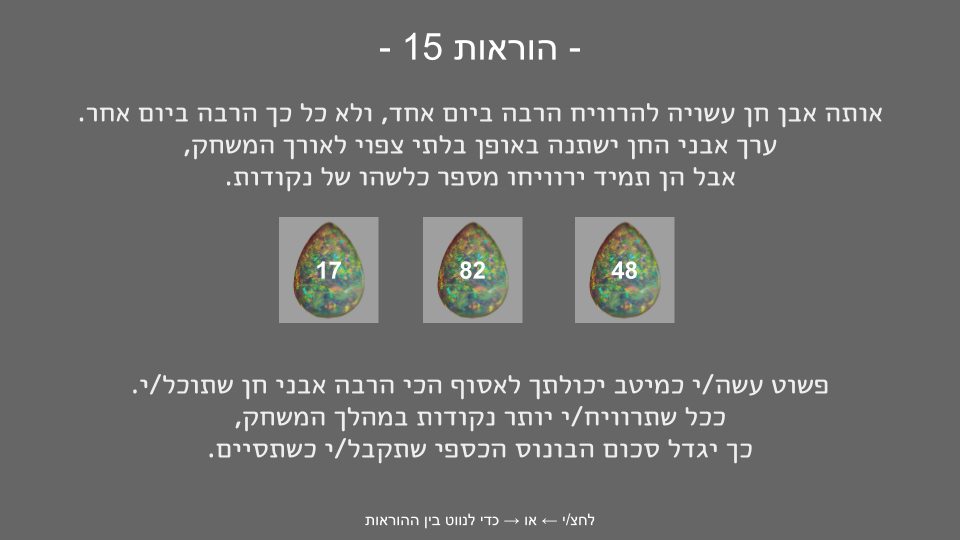 - הוראות 15 -
אותה אבן חן עשויה להרוויח הרבה ביום אחד, ולא כל כך הרבה ביום אחר.
ערך אבני החן ישתנה באופן בלתי צפוי לאורך המשחק,
אבל הן תמיד ירוויחו מספר כלשהו של נקודות.
17 82 48
פשוט עשה/י כמיטב יכולתך לאסוף הכי הרבה אבני חן שתוכל/י.
ככל שתרוויח/י יותר נקודות במהלך המשחק,
כך יגדל סכום הבונוס הכספי שתקבל/י כשתסיים.
לחצ/י ← או → כדי לנווט בין ההוראות